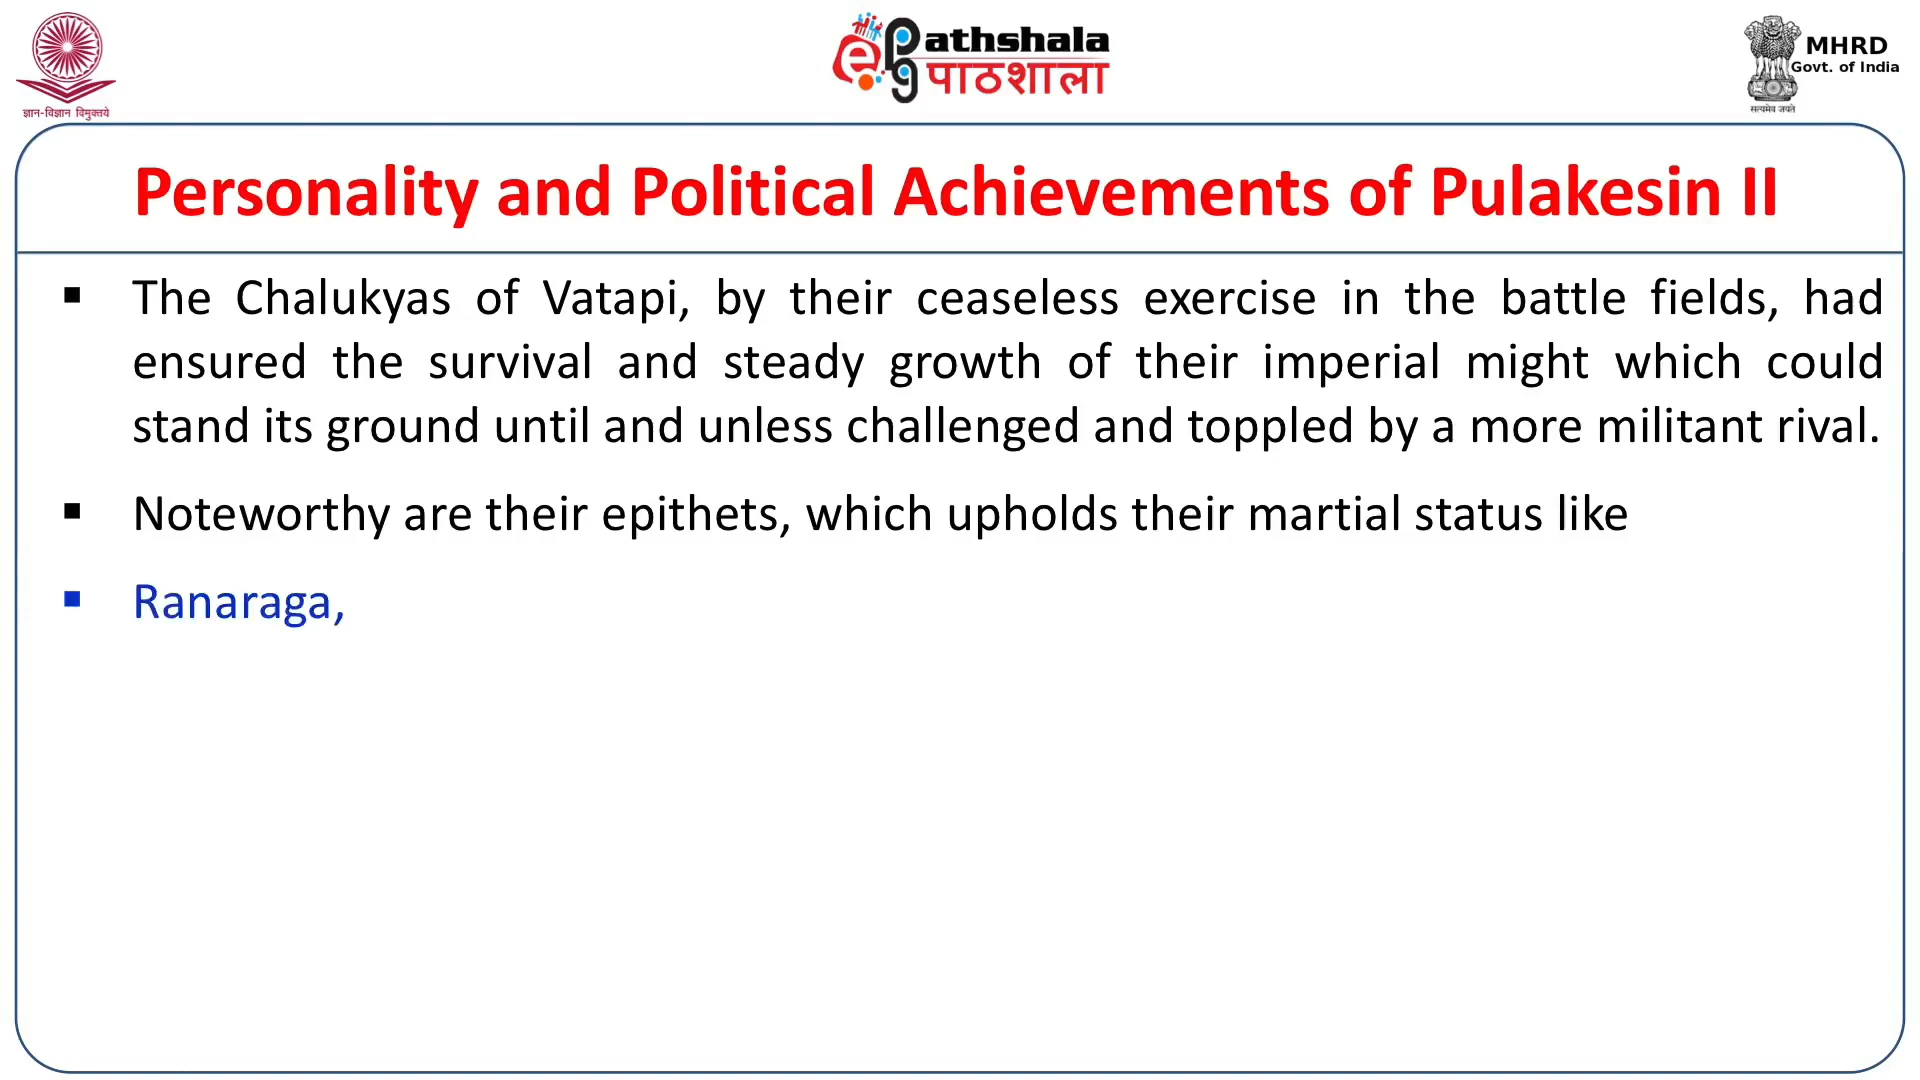 ज्ञान-विज्ञान विमुक्तये
ePathshala
pgपाठशाला
MHRD
Govt. of India
सत्यमेव जयते
Personality and Political Achievements of Pulakesin II
▪ The Chalukyas of Vatapi, by their ceaseless exercise in the battle fields, had
ensured the survival and steady growth of their imperial might which could
stand its ground until and unless challenged and toppled by a more militant rival.
▪ Noteworthy are their epithets, which upholds their martial status like
▪ Ranaraga,